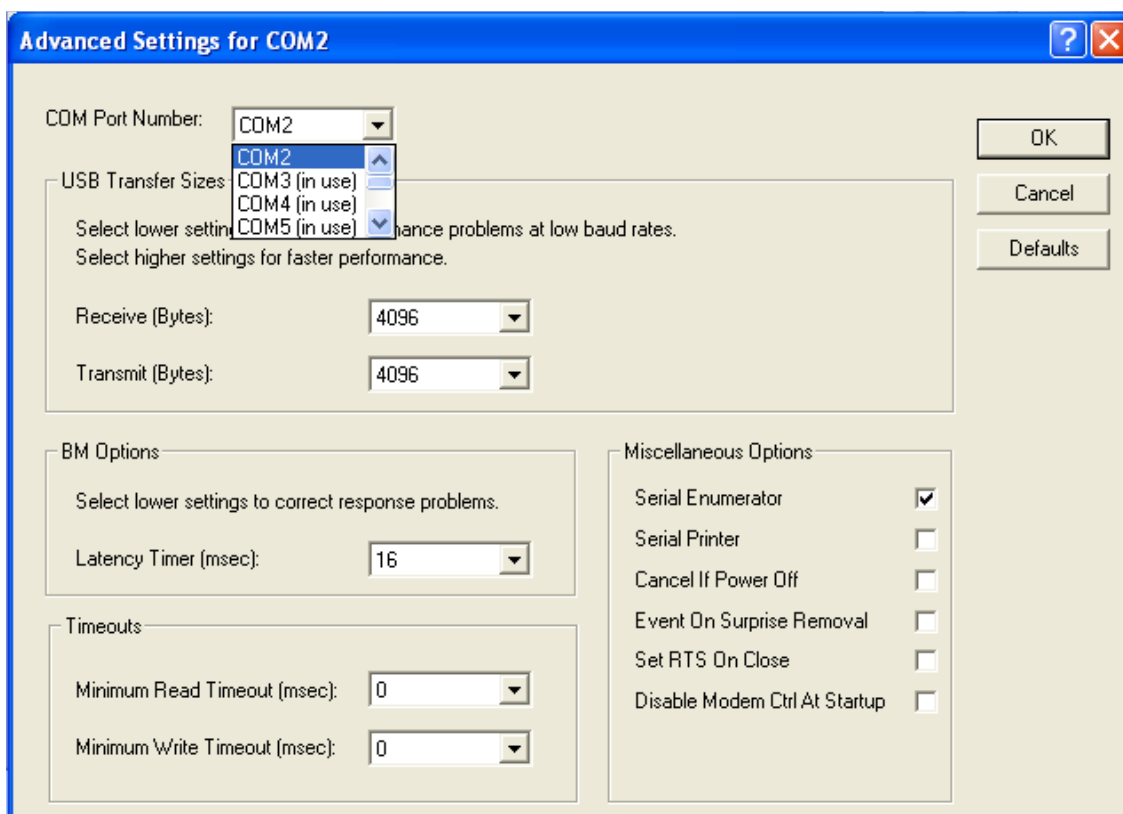 Advanced Settings for COM2
COM Port Number:
COM2
COM2
COM3 (in use)
COM4 (in use)
COM5 (in use)
OK
Cancel
Defaults
USB Transfer Sizes
Select lower mance problems at low baud rates.
Select higher settings for faster performance.
Receive (Bytes):
4096
Transmit (Bytes):
4096
BM Options
Select lower settings to correct response problems.
Latency Timer (msec):
16
Timeouts
Minimum Read Timeout (msec):
0
Minimum Write Timeout (msec):
0
Miscellaneous Options
Serial Enumerator
Serial Printer
Cancel If Power Off
Event On Surprise Removal
Set RTS On Close
Disable Modem Ctrl At Startup